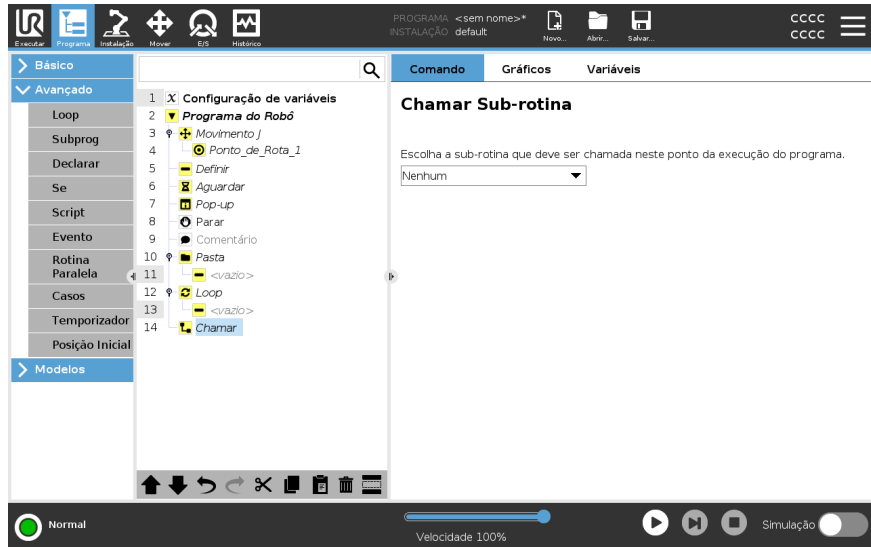 PROGRAMA <sem nome>*
INSTALAÇÃO default
UR
Executar
Programa
Instalação
Mover
E/S
Histórico
Novo...
Abrir...
Salvar...
CCCC
CCCC
Básico
Avançado
Loop
Subprog
Declarar
Se
Script
Evento
Rotina
Paralela
Casos
Temporizador
Posição Inicial
Modelos
1 X Configuração de variáveis
2 Programa do Robô
3 Movimento J
4 Ponto_de_Rota_1
5 Definir
6 Aguardar
7 Pop-up
8 Parar
9 Comentário
10 Pasta
11 <vazio>
12 Loop
13 <vazio>
14 Chamar
Comando Gráficos Variáveis
Chamar Sub-rotina
Escolha a sub-rotina que deve ser chamada neste ponto da execução do programa.
Nenhum
Normal
Velocidade 100%
Simulação